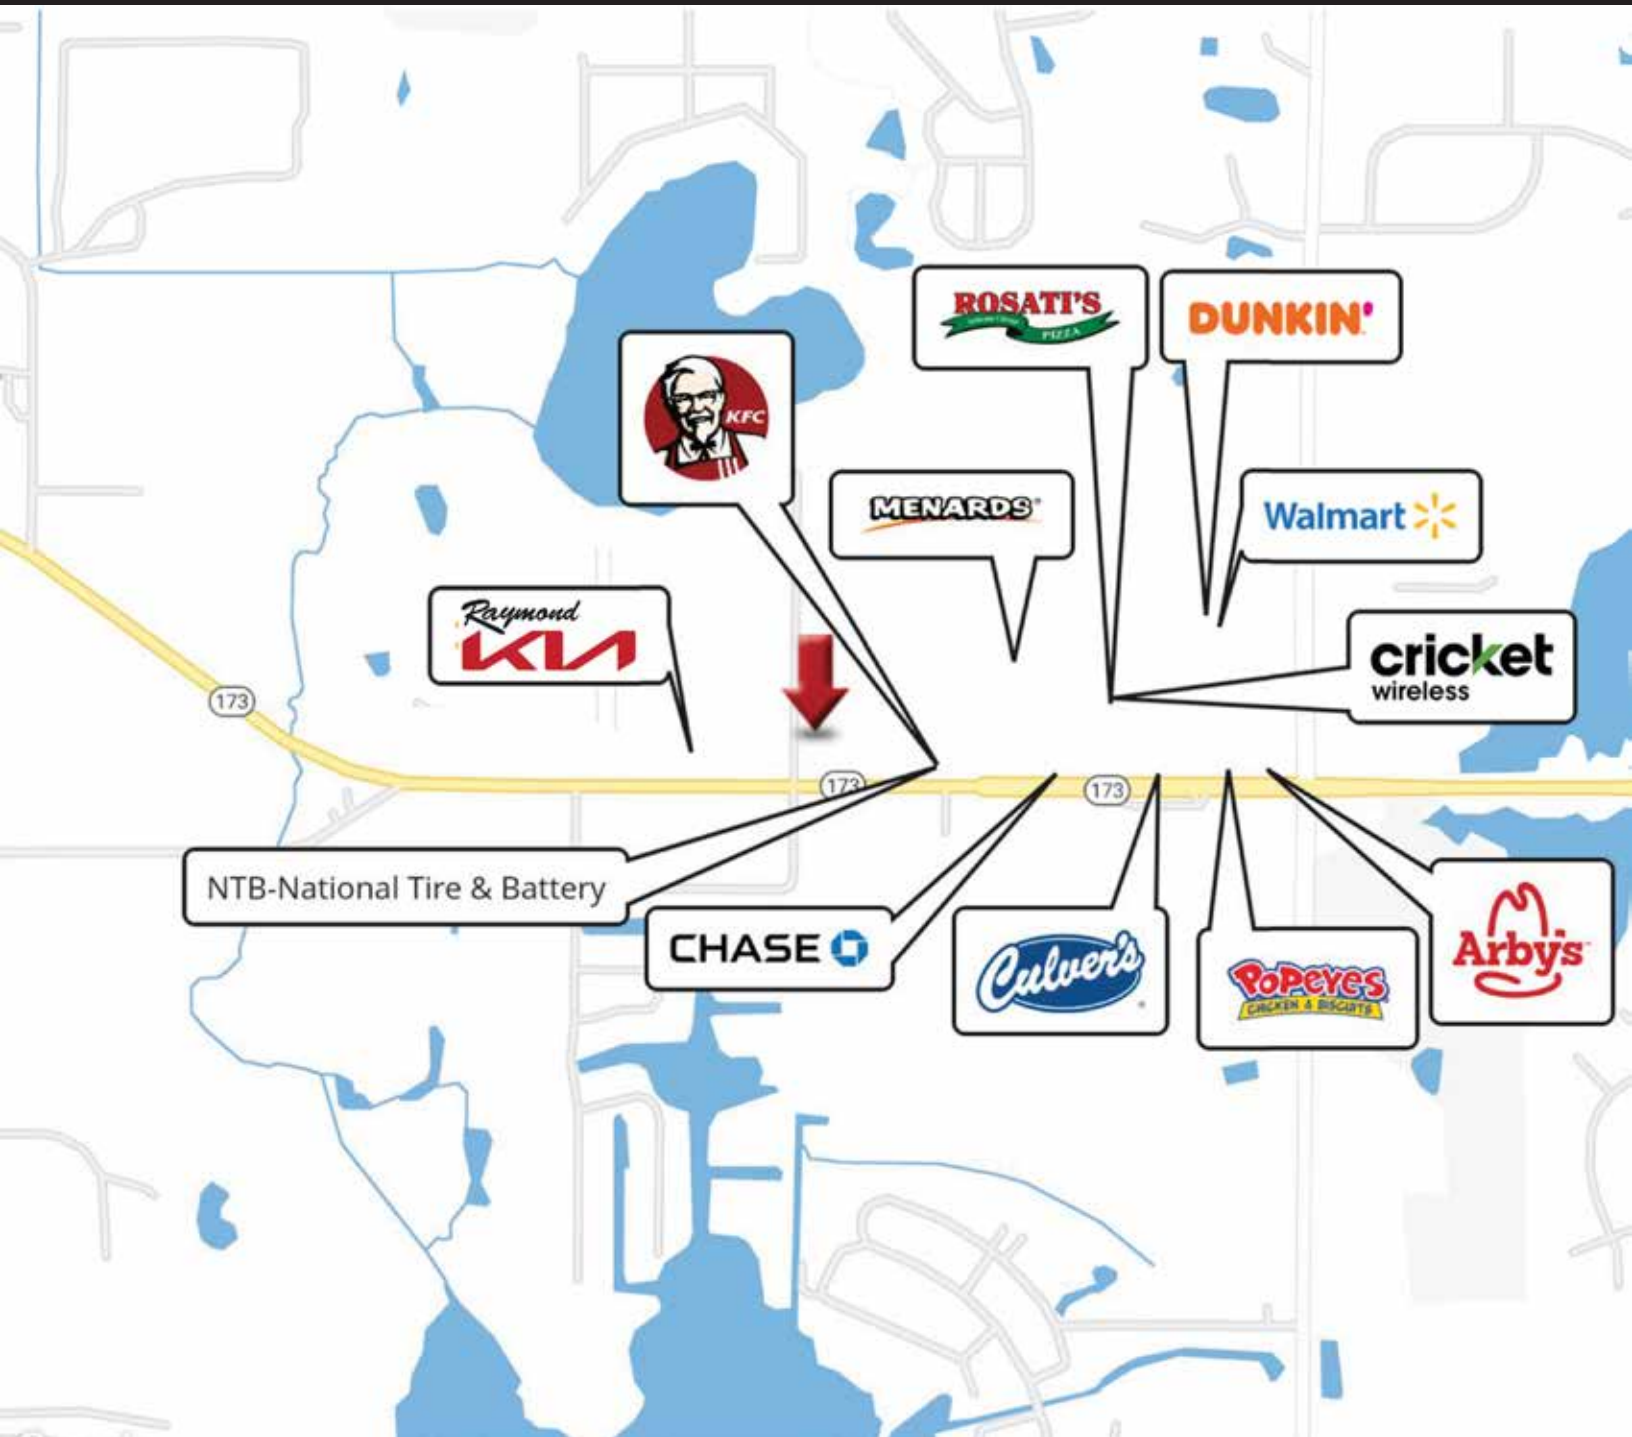 ROSATI'S
PIZZA
DUNKIN'
KFC
MENARDS®
Walmart
Raymond
KIA
cricket
wireless
173
173
173
NTB-National Tire & Battery
CHASE
Culver's
®
POPEYES
CHICKEN & BISCUITS
Arby's